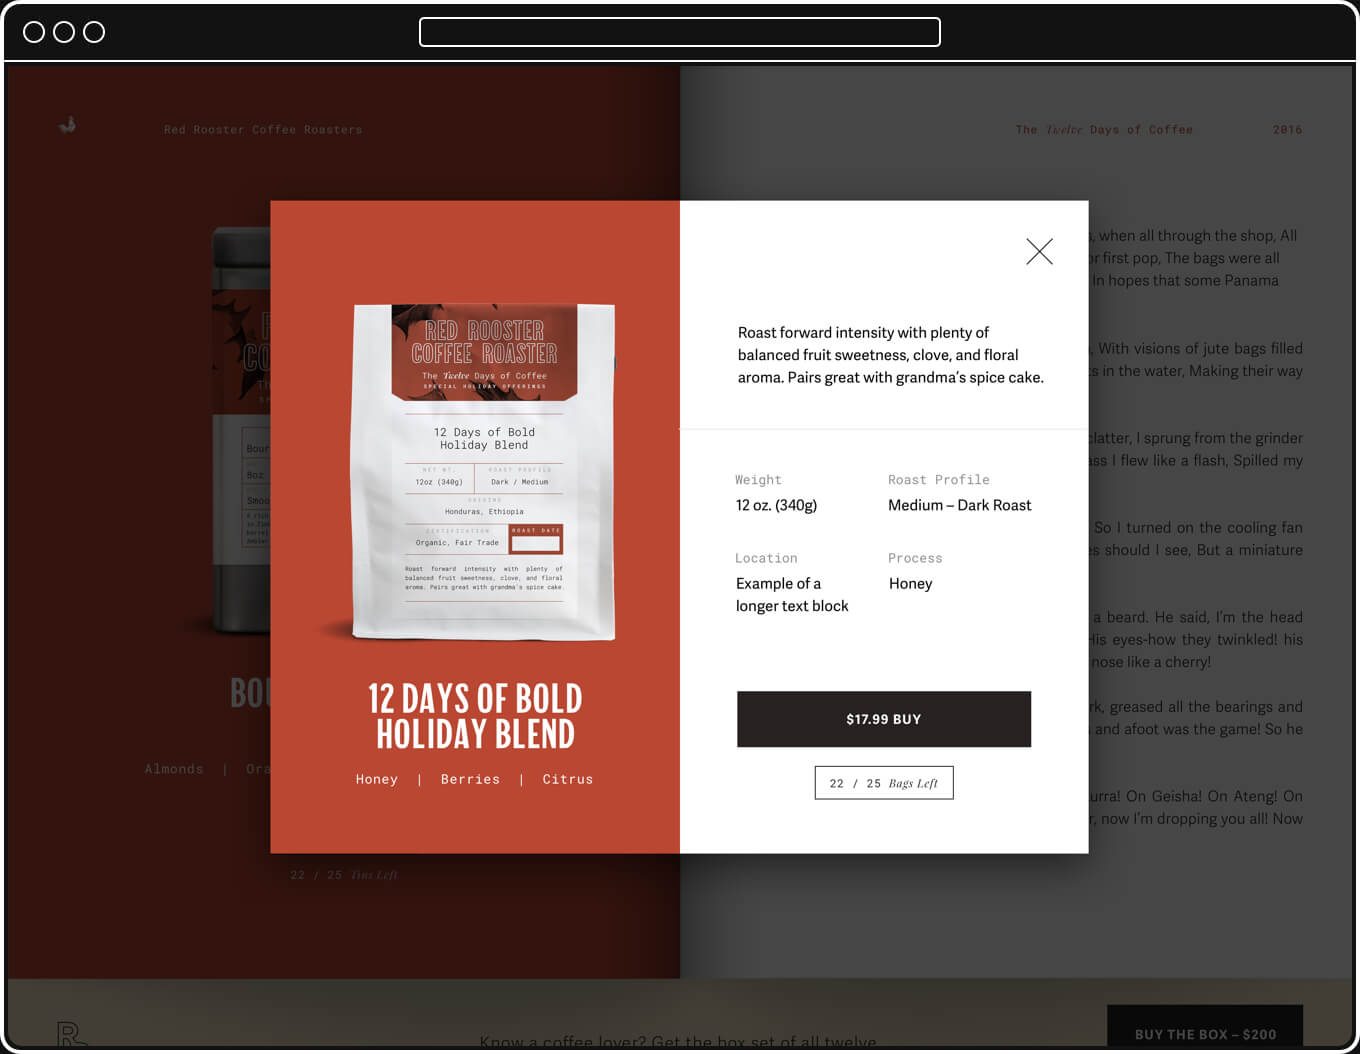 Red Rooster Coffee Roasters
The Twelve Days of Coffee
2016
RED ROOSTER
COFFEE ROASTER
The Twelve Days of Coffee
SPECIAL HOLIDAY OFFERINGS
12 Days of Bold
Holiday Blend
NET WT. ROAST PROFILE
12oz (340g) Dark / Medium
ORIGINS
Honduras, Ethiopia
CERTIFICATION ROAST DATE
Organic, Fair Trade
Roast forward intensity with plenty of
balanced fruit sweetness, clove, and floral
aroma. Pairs great with grandma's spice cake.
12 DAYS OF BOLD
HOLIDAY BLEND
Honey | Berries | Citrus
Roast forward intensity with plenty of
balanced fruit sweetness, clove, and floral
aroma. Pairs great with grandma's spice cake.
Weight Roast Profile
12 oz. (340g) Medium – Dark Roast
Location Process
Example of a Honey
longer text block
$17.99 BUY
22 / 25 Bags Left
8oz
Almonds |
22 / 25 Tins Left
when all through the shop, All
first pop, The bags were all
In hopes that some Panama
With visions of jute bags filled
in the water, Making their way
I sprung from the grinder
I flew like a flash, Spilled my
So I turned on the cooling fan
should I see, But a miniature
a beard. He said, I'm the head
His eyes-how they twinkled! his
nose like a cherry!
greased all the bearings and
and afoot was the game! So he
On Geisha! On Ateng! On
now I'm dropping you all! Now
Know a coffee lover? Get the box set of all twelve
BUY THE BOX – $200